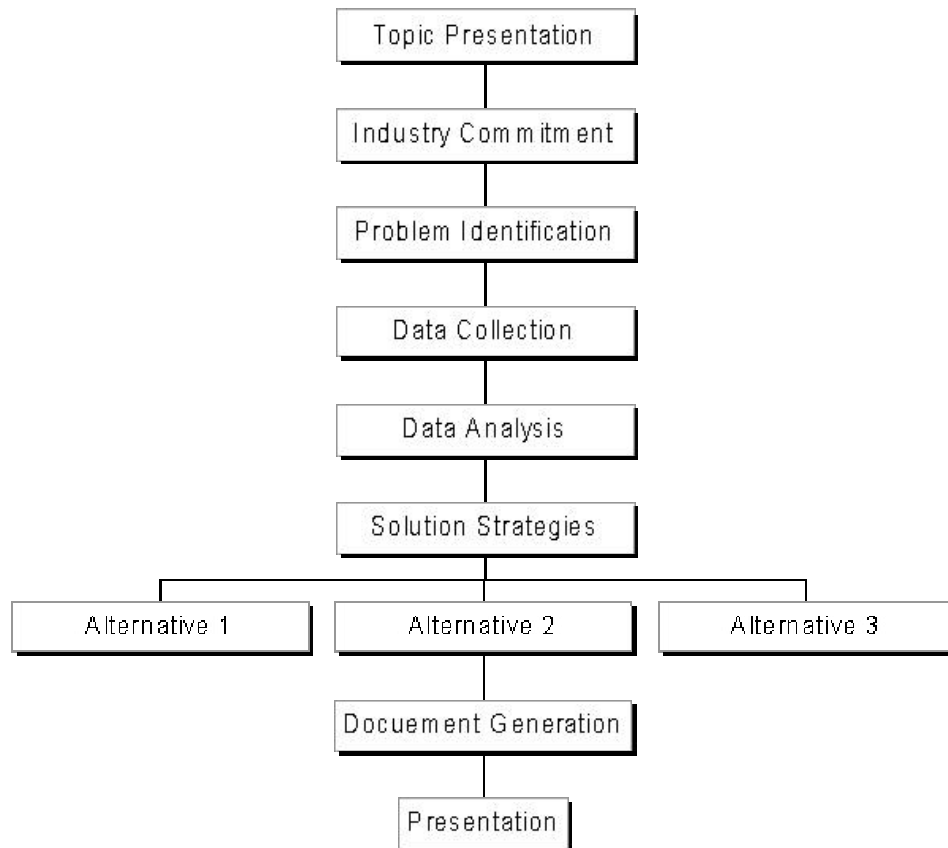 Topic Presentation
Industry Commitment
Problem Identification
Data Collection
Data Analysis
Solution Strategies
Alternative 1
Alternative 2
Alternative 3
Docuement Generation
Presentation